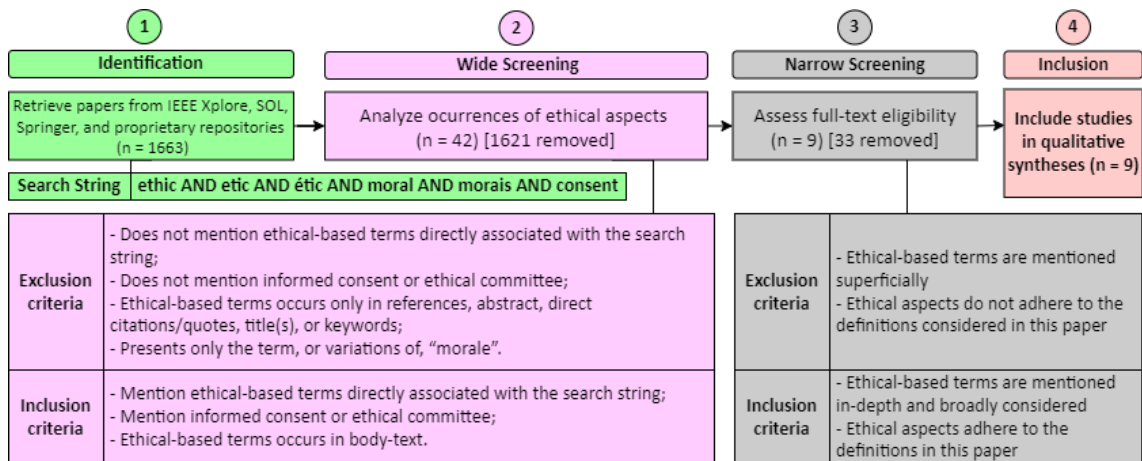 1
2
3
4
Identification
Wide Screening
Narrow Screening
Inclusion
Retrieve papers from IEEE Xplore, SOL,
Springer, and proprietary repositories
(n = 1663)
Analyze ocurrences of ethical aspects
(n = 42) [1621 removed]
Assess full-text eligibility
(n = 9) [33 removed]
Include studies
in qualitative
syntheses (n = 9)
Search String
ethic AND etic AND étic AND moral AND morais AND consent
Exclusion
criteria
- Does not mention ethical-based terms directly associated with the search
string;
- Does not mention informed consent or ethical committee;
- Ethical-based terms occurs only in references, abstract, direct
citations/quotes, title(s), or keywords;
- Presents only the term, or variations of, “morale”.
Inclusion
criteria
- Mention ethical-based terms directly associated with the search string;
- Mention informed consent or ethical committee;
- Ethical-based terms occurs in body-text.
Exclusion
criteria
- Ethical-based terms are mentioned
superficially
- Ethical aspects do not adhere to the
definitions considered in this paper
Inclusion
criteria
- Ethical-based terms are mentioned
in-depth and broadly considered
- Ethical aspects adhere to the
definitions in this paper